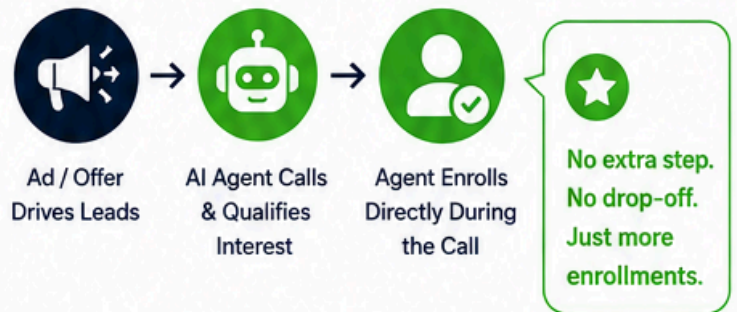 Ad / Offer
Drives Leads
AI Agent Calls
& Qualifies
Interest
Agent Enrolls
Directly During
the Call
No extra step.
No drop-off.
Just more
enrollments.